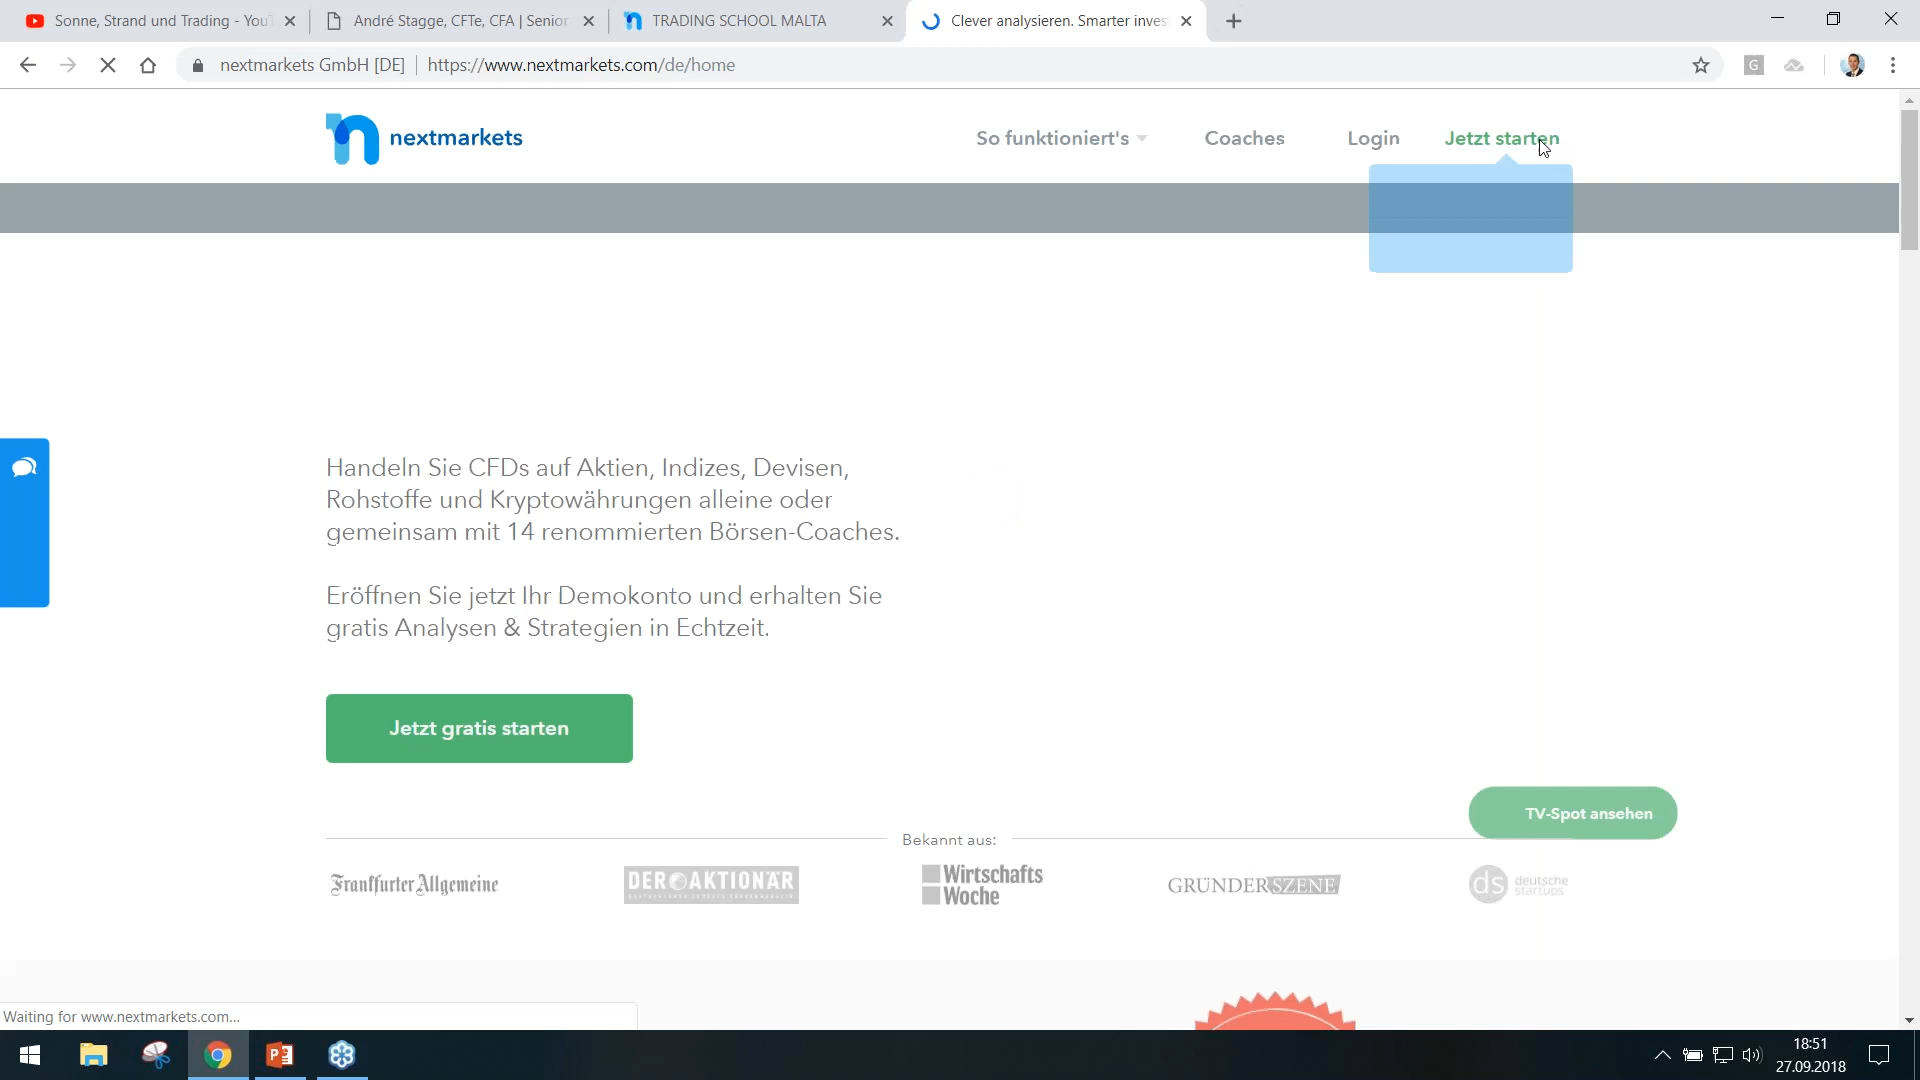 Sonne, Strand und Trading - You
André Stagge, CFTe, CFA | Senior
TRADING SCHOOL MALTA
Clever analysieren. Smarter inves
nextmarkets GmbH [DE]
https://www.nextmarkets.com/de/home
G
nextmarkets
So funktioniert's
Coaches
Login
Jetzt starten
Handeln Sie CFDs auf Aktien, Indizes, Devisen,
Rohstoffe und Kryptowährungen alleine oder
gemeinsam mit 14 renommierten Börsen-Coaches.
Eröffnen Sie jetzt Ihr Demokonto und erhalten Sie
gratis Analysen & Strategien in Echtzeit.
Jetzt gratis starten
TV-Spot ansehen
Bekannt aus:
Frankfurter Allgemeine
DER AKTIONÄR
Wirtschafts
Woche
GRÜNDERSZENE
ds deutsche
startups
Waiting for www.nextmarkets.com...
18:51
27.09.2018